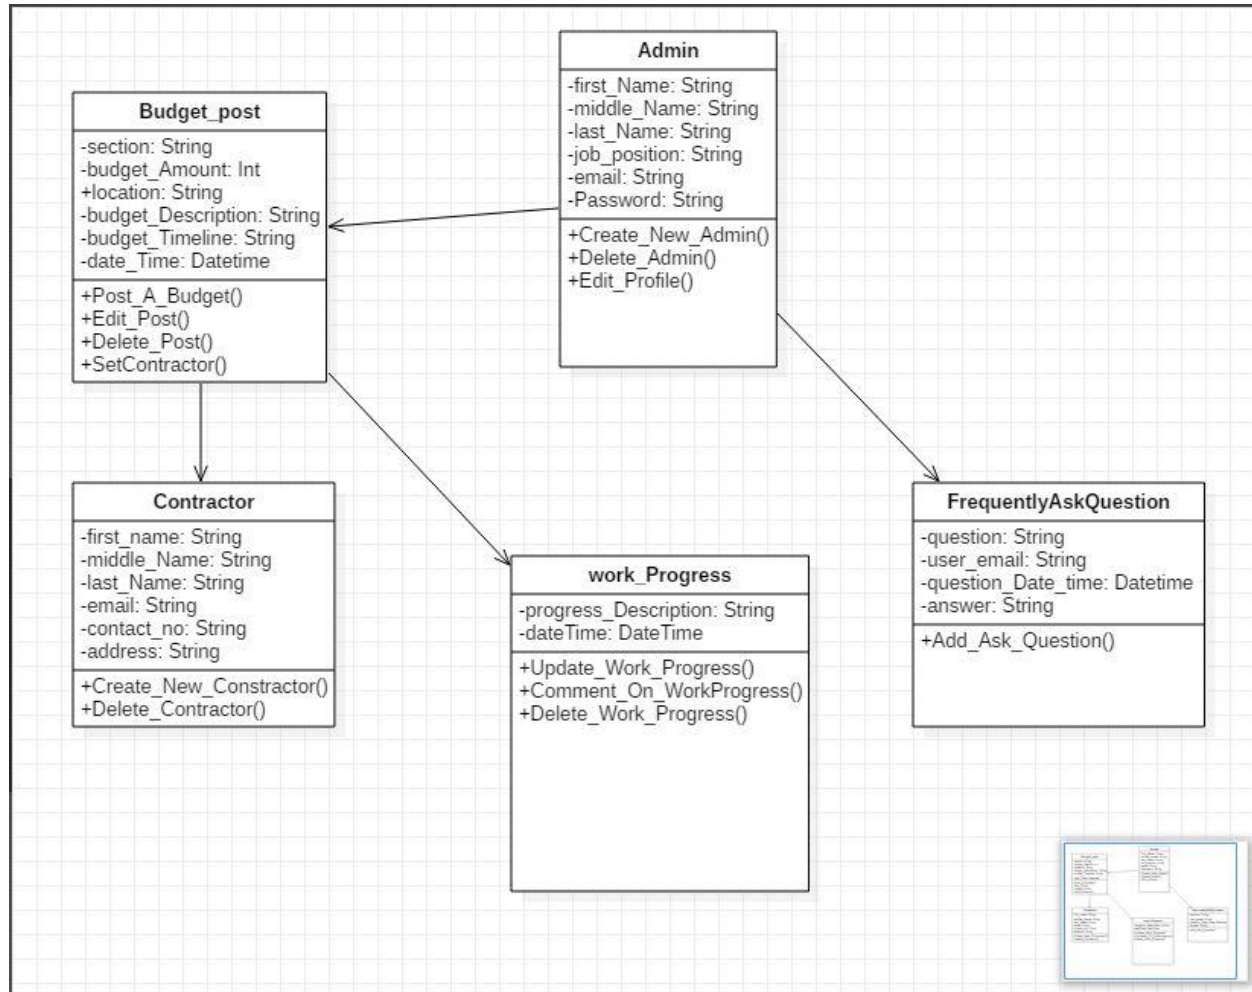 Admin
-first_Name: String
-middle_Name: String
-last_Name: String
-job_position: String
-email: String
-Password: String
+Create_New_Admin()
+Delete_Admin()
+Edit_Profile()
Budget_post
-section: String
-budget_Amount: Int
+location: String
-budget_Description: String
-budget_Timeline: String
-date_Time: Datetime
+Post_A_Budget()
+Edit_Post()
+Delete_Post()
+SetContractor()
Contractor
-first_name: String
-middle_Name: String
-last_Name: String
-email: String
-contact_no: String
-address: String
+Create_New_Constractor()
+Delete_Contractor()
work_Progress
-progress_Description: String
-dateTime: DateTime
+Update_Work_Progress()
+Comment_On_WorkProgress()
+Delete_Work_Progress()
FrequentlyAskQuestion
-question: String
-user_email: String
-question_Date_time: Datetime
-answer: String
+Add_Ask_Question()